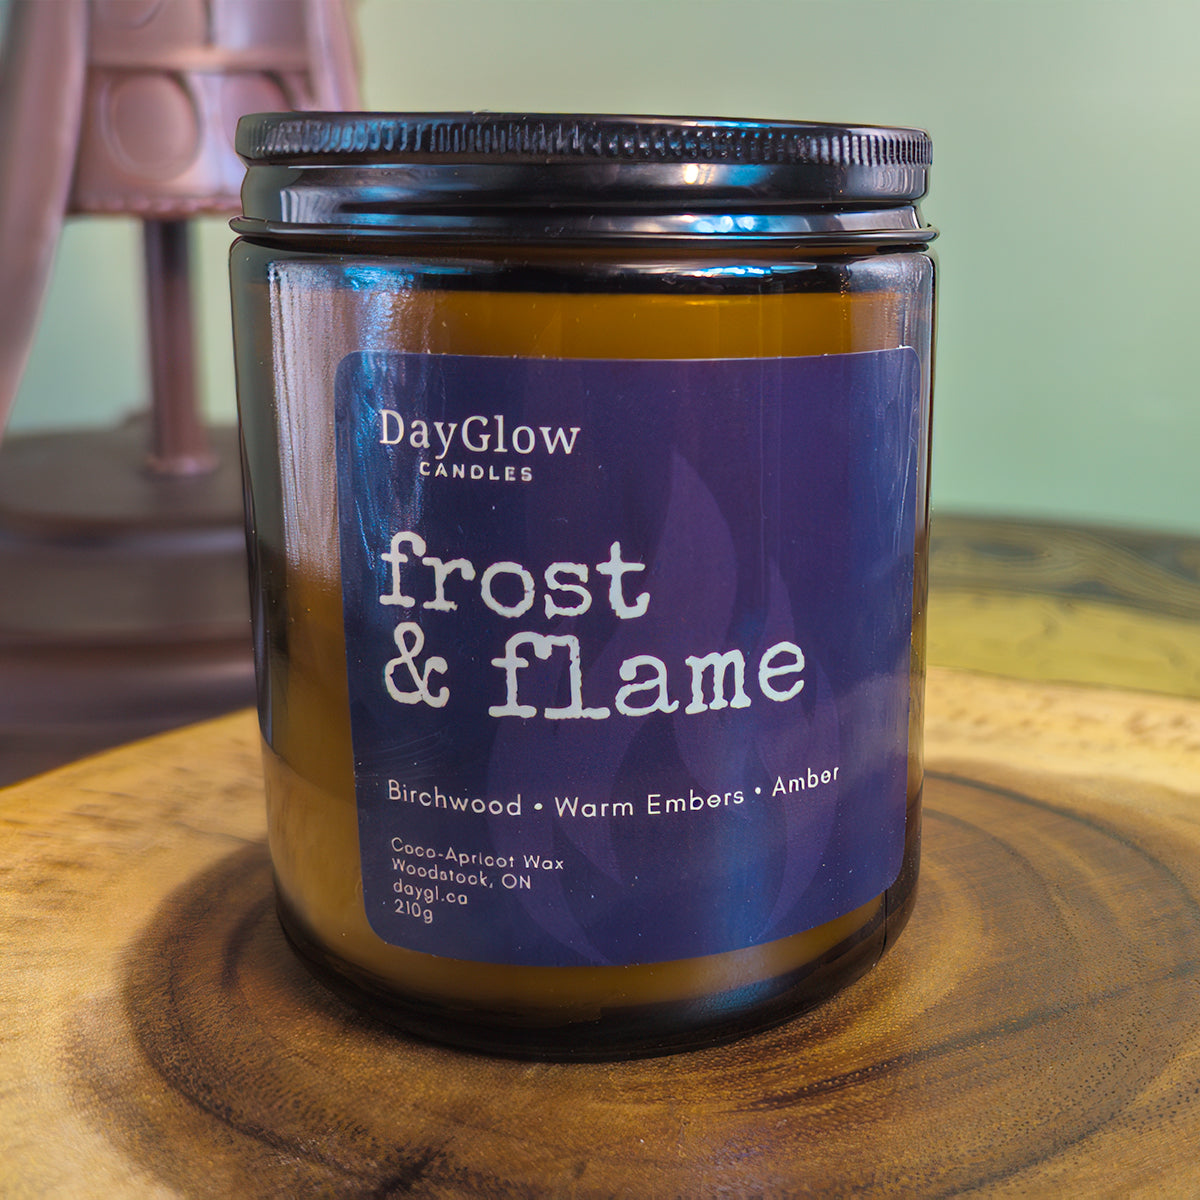 DayGlow
CANDLES
frost
& flame
Birchwood • Warm Embers • Amber
Coco-Apricot Wax
Woodstock, ON
daygl.ca
210g